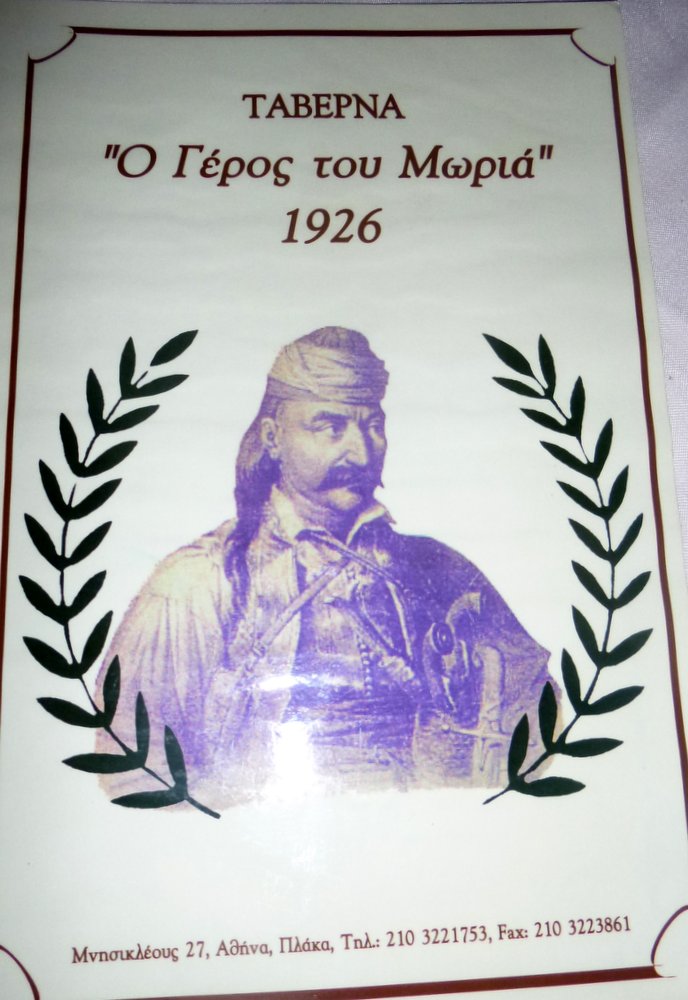 ΤΑΒΕΡΝΑ
"Ο Γέρος του Μωριά"
1926
Μνησικλέους 27, Αθήνα, Πλάκα, Τηλ.: 210 3221753, Fax: 210 3223861